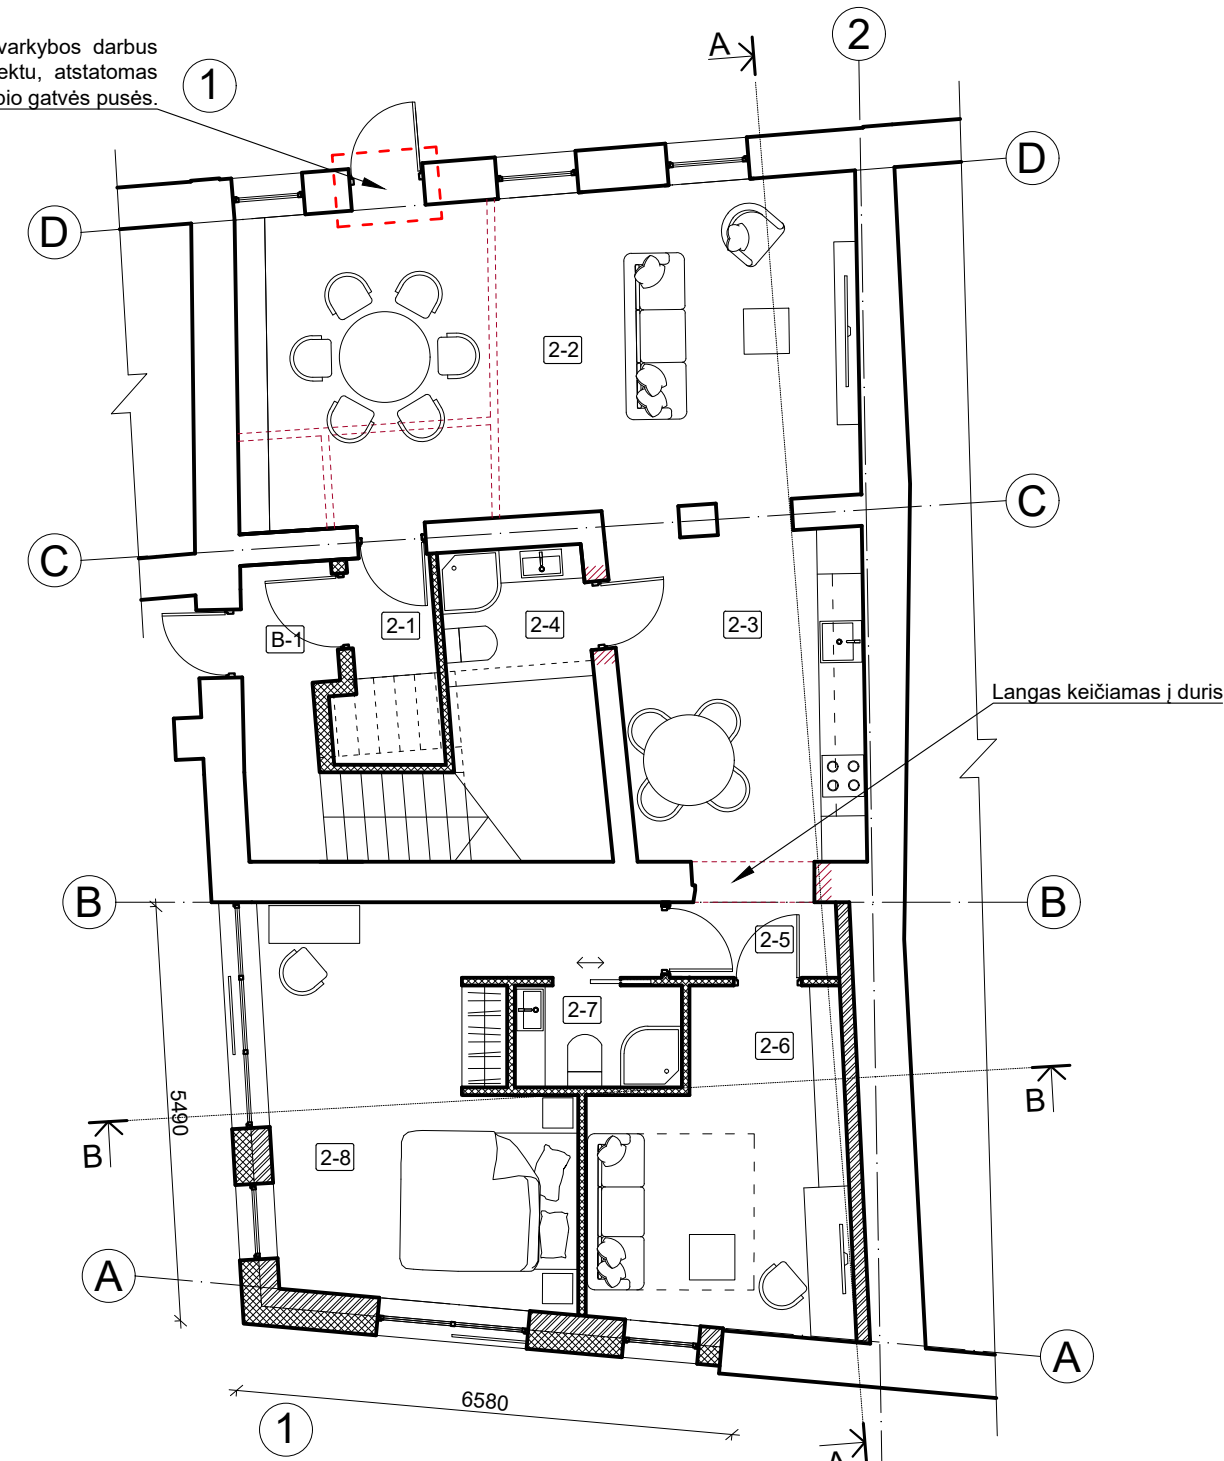 varkybos darbus
ektu, atstatomas
pio gatvės pusės.
1
A
2
D
D
2-2
C
C
B-1
2-1
2-4
2-3
Langas keičiamas į duris
B
B
2-5
2-7
2-6
5490
B
B
2-8
A
A
6580
1
A